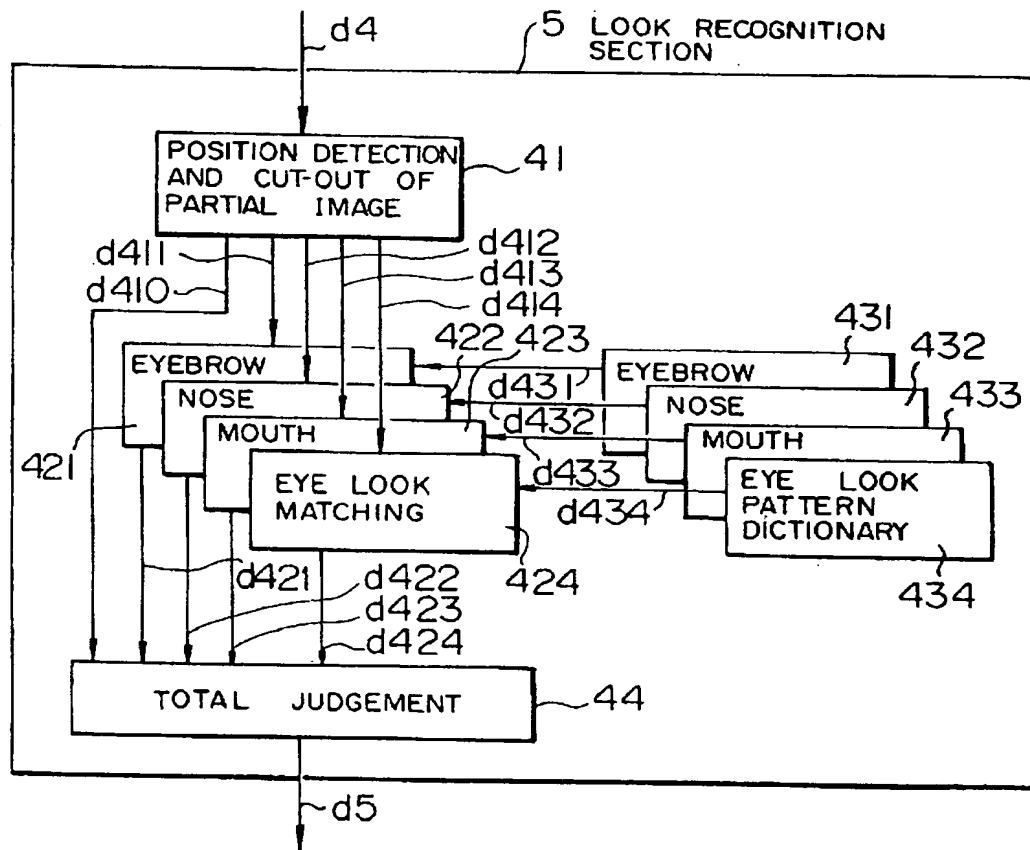 d4
5 LOOK RECOGNITION
SECTION
POSITION DETECTION
AND CUT-OUT OF
PARTIAL IMAGE
41
d411
d410
d412
d413
d414
422
423
431
432
433
EYEBROW
NOSE
MOUTH
EYE LOOK
MATCHING
421
424
d431
d432
d433
d434
EYEBROW
NOSE
MOUTH
EYE LOOK
PATTERN
DICTIONARY
434
d421
d422
d423
d424
TOTAL JUDGEMENT
44
d5